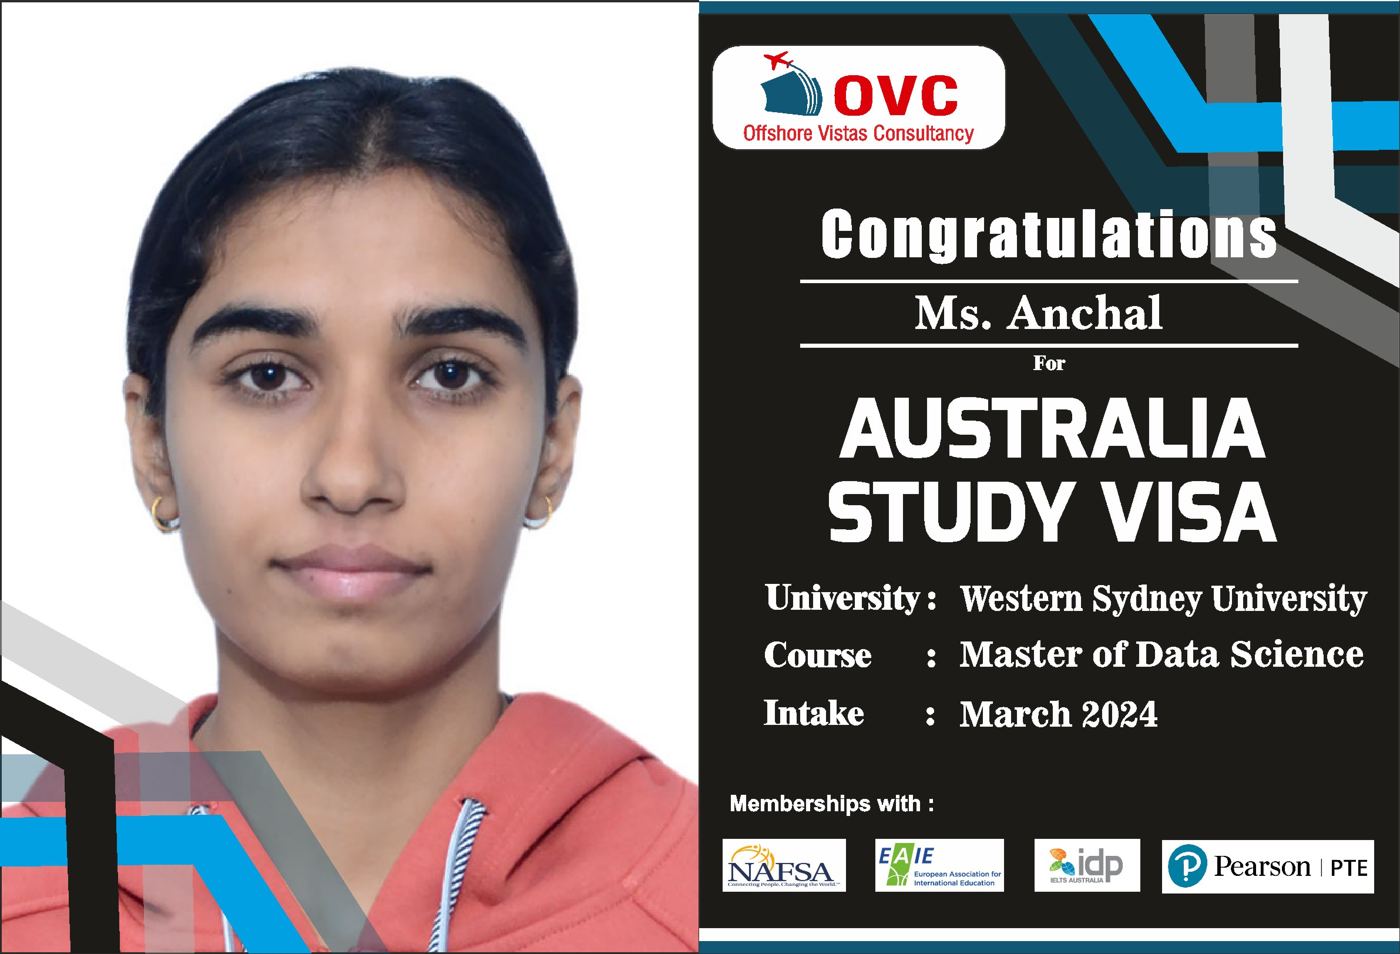 OVC
Offshore Vistas Consultancy
Congratulations
Ms. Anchal
For
AUSTRALIA
STUDY VISA
University : Western Sydney University
Course : Master of Data Science
Intake : March 2024
Memberships with :
NAFSA
Connecting People. Changing the World.™
EAIE
European Association for
International Education
idp
IELTS AUSTRALIA
Pearson | PTE